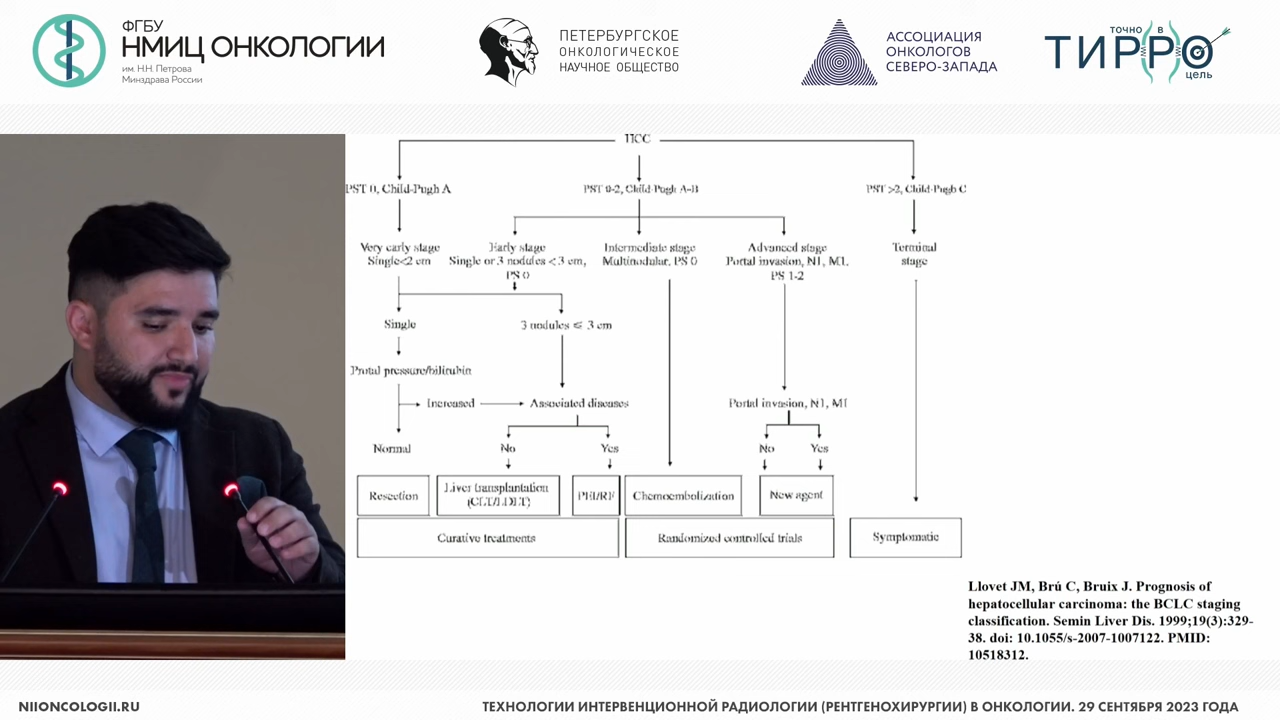 ФГБУ
НМИЦ ОНКОЛОГИИ
им. Н.Н. Петрова
Минздрава России
ПЕТЕРБУРГСКОЕ
ОНКОЛОГИЧЕСКОЕ
НАУЧНОЕ ОБЩЕСТВО
АССОЦИАЦИЯ
ОНКОЛОГОВ
СЕВЕРО-ЗАПАДА
ТОЧНО В
ТИРРО
цель
HCC
PST 0, Child-Pugh A
PST 0-2, Child-Pugh A-B
PST >2, Child-Pugh C
Very early stage
Single<2 cm
Early stage
Single or 3 nodules < 3 cm,
PS 0
Intermediate stage
Multinodular, PS 0
Advanced stage
Portal invasion, N1, M1,
PS 1-2
Terminal
stage
Single
3 nodules ≤ 3 cm
Protal pressure/bilirubin
Increased
Associated diseases
Portal invasion, N1, M1
Normal
No
Yes
No
Yes
Resection
Liver transplantation
(CLT/LDLT)
PEI/RF
Chemoembolization
New agent
Curative treatments
Randomized controlled trials
Symptomatic
Llovet JM, Brú C, Bruix J. Prognosis of
hepatocellular carcinoma: the BCLC staging
classification. Semin Liver Dis. 1999;19(3):329-
38. doi: 10.1055/s-2007-1007122. PMID:
10518312.
NIIONCOLOGII.RU
ТЕХНОЛОГИИ ИНТЕРВЕНЦИОННОЙ РАДИОЛОГИИ (РЕНТГЕНОХИРУРГИИ) В ОНКОЛОГИИ. 29 СЕНТЯБРЯ 2023 ГОДА